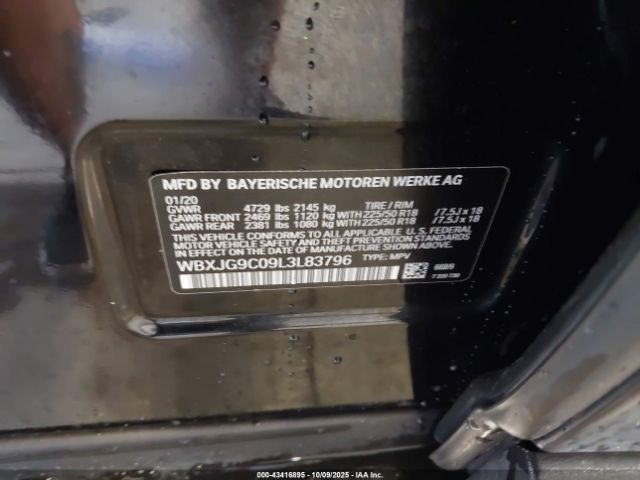 MFD BY BAYERISCHE MOTOREN WERKE AG
01/20 TIRE / RIM
GVWR 4729 lbs 2145 kg
GAWR FRONT 2469 lbs 1120 kg WITH 225/50 R18 /7.5J x 18
GAWR REAR 2381 lbs 1080 kg WITH 225/50 R18 /7.5J x 18
THIS VEHICLE CONFORMS TO ALL APPLICABLE U.S. FEDERAL
MOTOR VEHICLE SAFETY, BUMPER, AND THEFT PREVENTION
STANDARDS IN EFFECT ON THE DATE OF MANUFACTURE SHOWN ABOVE.
WBXJG9C09L3L83796 TYPE: MPV
000-43416895 - 10/09/2025 - IAA Corp.